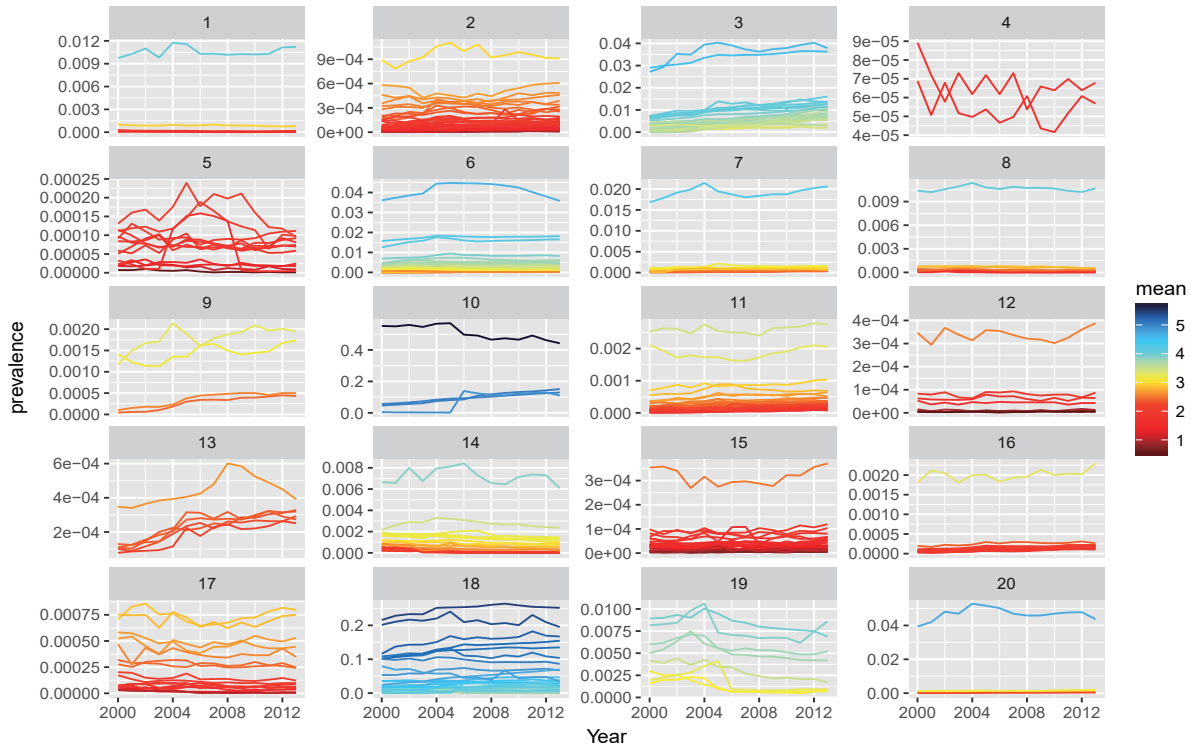 1 2 3 4
0.012 9e−04 0.04 9e−05
0.009 6e−04 0.03 8e−05
0.006 3e−04 0.02 7e−05
0.003 0e+00 0.01 6e−05
0.000 0.00 5e−05
4e−05
5 6 7 8
0.00025 0.04 0.020 0.009
0.00020 0.03 0.015 0.006
0.00015 0.02 0.010 0.003
0.00010 0.01 0.005 0.000
0.00005 0.00 0.000
0.00000
9 10 11 12
0.0020 0.4 0.002 4e−04
0.0015 0.2 0.001 3e−04
0.0010 0.0 0.000 2e−04
0.0005 1e−04
0.0000 0e+00
13 14 15 16
6e−04 0.008 3e−04 0.0020
4e−04 0.006 2e−04 0.0015
2e−04 0.004 1e−04 0.0010
0.002 0e+00 0.0005
0.000 0.0000
17 18 19 20
0.00075 0.2 0.0100 0.04
0.00050 0.1 0.0075 0.02
0.00025 0.0 0.0050 0.00
0.00000 0.0025
0.0000
2000 2004 2008 2012 2000 2004 2008 2012 2000 2004 2008 2012 2000 2004 2008 2012
Year
prevalence
mean
5
4
3
2
1